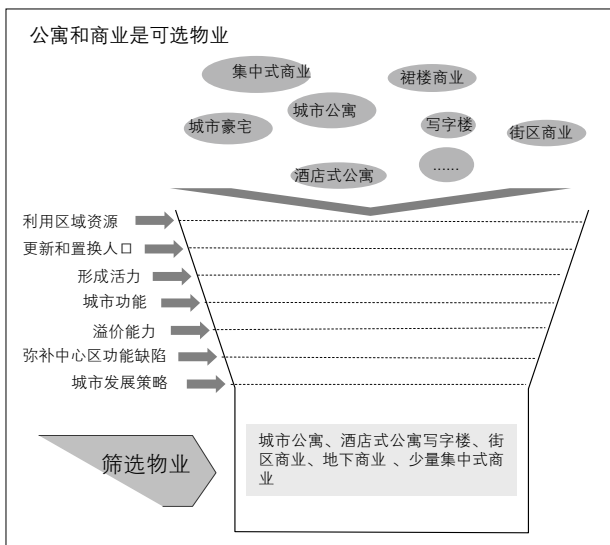 公寓和商业是可选物业
集中式商业
裙楼商业
城市公寓
城市豪宅
写字楼
街区商业
......
酒店式公寓
利用区域资源
更新和置换人口
形成活力
城市功能
溢价能力
弥补中心区功能缺陷
城市发展策略
筛选物业
城市公寓、酒店式公寓写字楼、街
区商业、地下商业 、少量集中式商
业